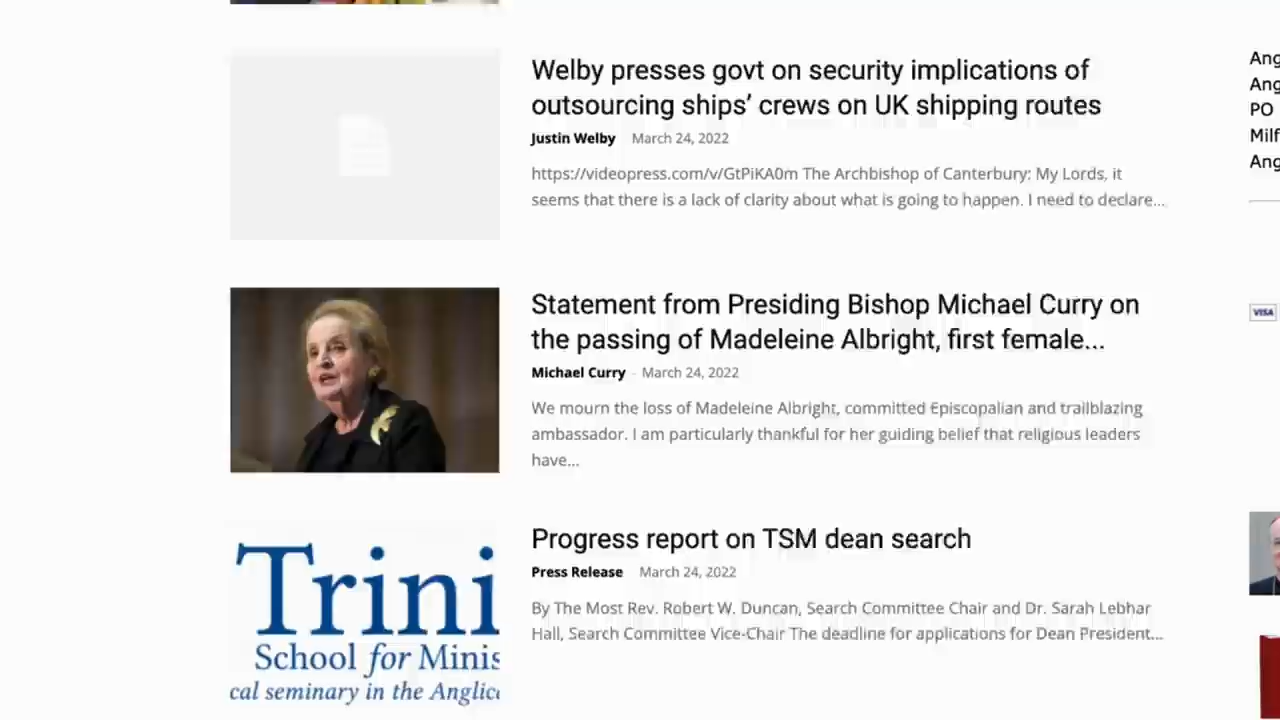 Welby presses govt on security implications of
outsourcing ships’ crews on UK shipping routes
Justin Welby March 24, 2022
https://videopress.com/v/GtPiKA0m The Archbishop of Canterbury: My Lords, it
seems that there is a lack of clarity about what is going to happen. I need to declare...
Statement from Presiding Bishop Michael Curry on
the passing of Madeleine Albright, first female...
Michael Curry - March 24, 2022
We mourn the loss of Madeleine Albright, committed Episcopalian and trailblazing
ambassador. I am particularly thankful for her guiding belief that religious leaders
have...
Trini
School for Minis
cal seminary in the Anglic
Progress report on TSM dean search
Press Release March 24, 2022
By The Most Rev. Robert W. Duncan, Search Committee Chair and Dr. Sarah Lebhar
Hall, Search Committee Vice-Chair The deadline for applications for Dean President...
Ang
Ang
PO
Milf
Ang
VISA